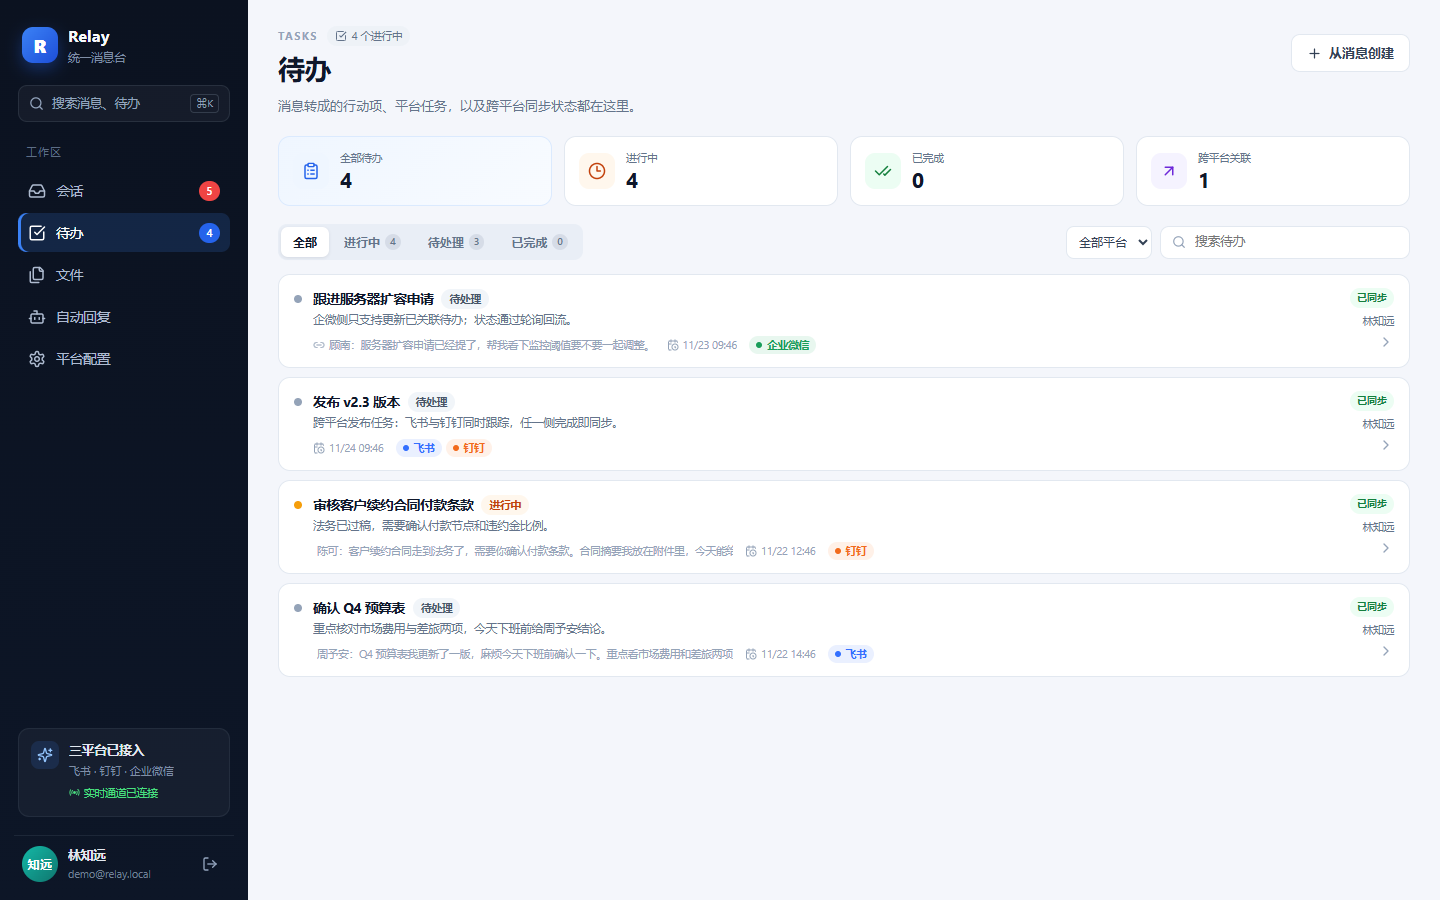 R
Relay
统一消息台
搜索消息、待办
⌘K
工作区
会话
5
待办
4
文件
自动回复
平台配置
三平台已接入
飞书 · 钉钉 · 企业微信
实时通道已连接
知远
林知远
demo@relay.local
TASKS
4 个进行中
待办
消息转成的行动项、平台任务，以及跨平台同步状态都在这里。
从消息创建
全部待办
4
进行中
4
已完成
0
跨平台关联
1
全部
进行中 4
待处理 3
已完成 0
全部平台
搜索待办
跟进服务器扩容申请 待处理
企微侧只支持更新已关联待办；状态通过轮询回流。
顾南：服务器扩容申请已经提了，帮我看下监控阈值要不要一起调整。 11/23 09:46 企业微信
已同步
林知远
发布 v2.3 版本 待处理
跨平台发布任务：飞书与钉钉同时跟踪，任一侧完成即同步。
11/24 09:46 飞书 钉钉
已同步
林知远
审核客户续约合同付款条款 进行中
法务已过稿，需要确认付款节点和违约金比例。
陈可：客户续约合同走到法务了，需要你确认付款条款。合同摘要我放在附件里，今天能 11/22 12:46 钉钉
已同步
林知远
确认 Q4 预算表 待处理
重点核对市场费用与差旅两项，今天下班前给周予安结论。
周予安：Q4 预算表我更新了一版，麻烦今天下班前确认一下。重点看市场费用和差旅两项 11/22 14:46 飞书
已同步
林知远